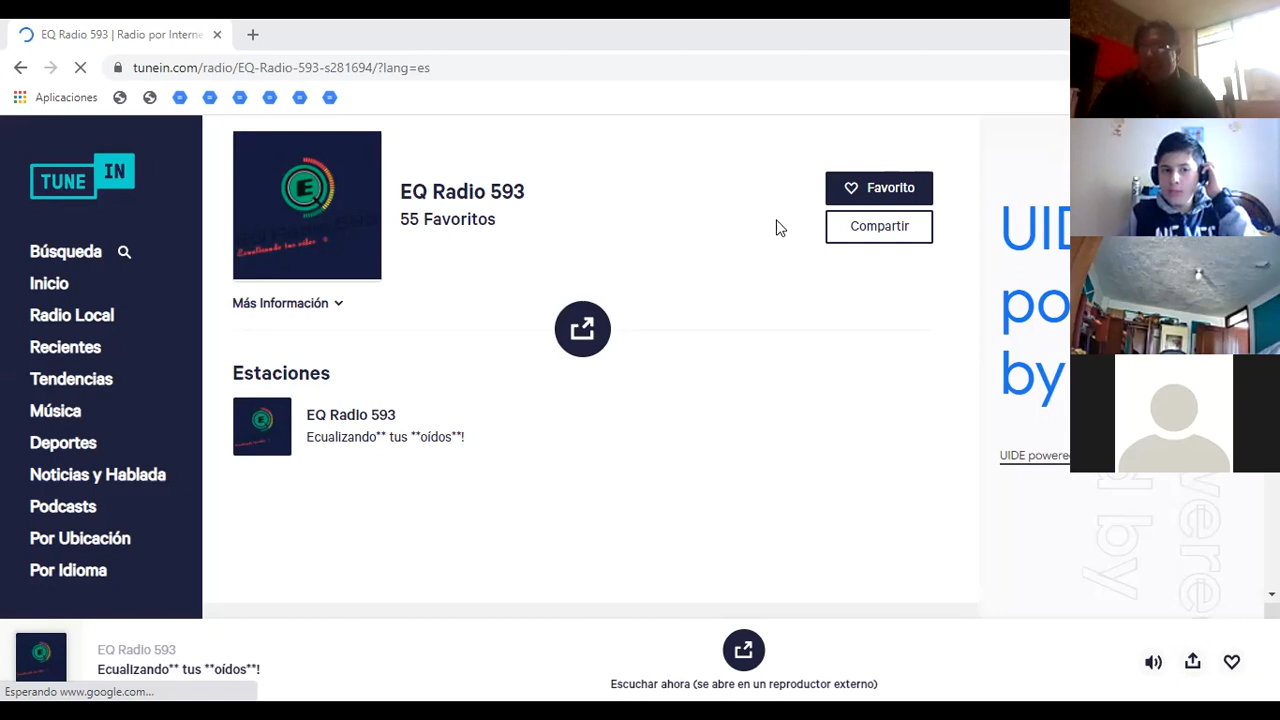 EQ Radio 593 | Radio por Interne
tunein.com/radio/EQ-Radio-593-s281694/?lang=es
Aplicaciones
TUNE IN
Búsqueda
Inicio
Radio Local
Recientes
Tendencias
Música
Deportes
Noticias y Hablada
Podcasts
Por Ubicación
Por Idioma
EQ Radio 593
55 Favoritos
Favorito
Compartir
Más Información
Estaciones
EQ Radio 593
Ecualizando** tus **oídos**!
UID
po
by
UIDE powere
EQ Radio 593
Ecualizando** tus **oídos**!
Escuchar ahora (se abre en un reproductor externo)
Esperando www.google.com...